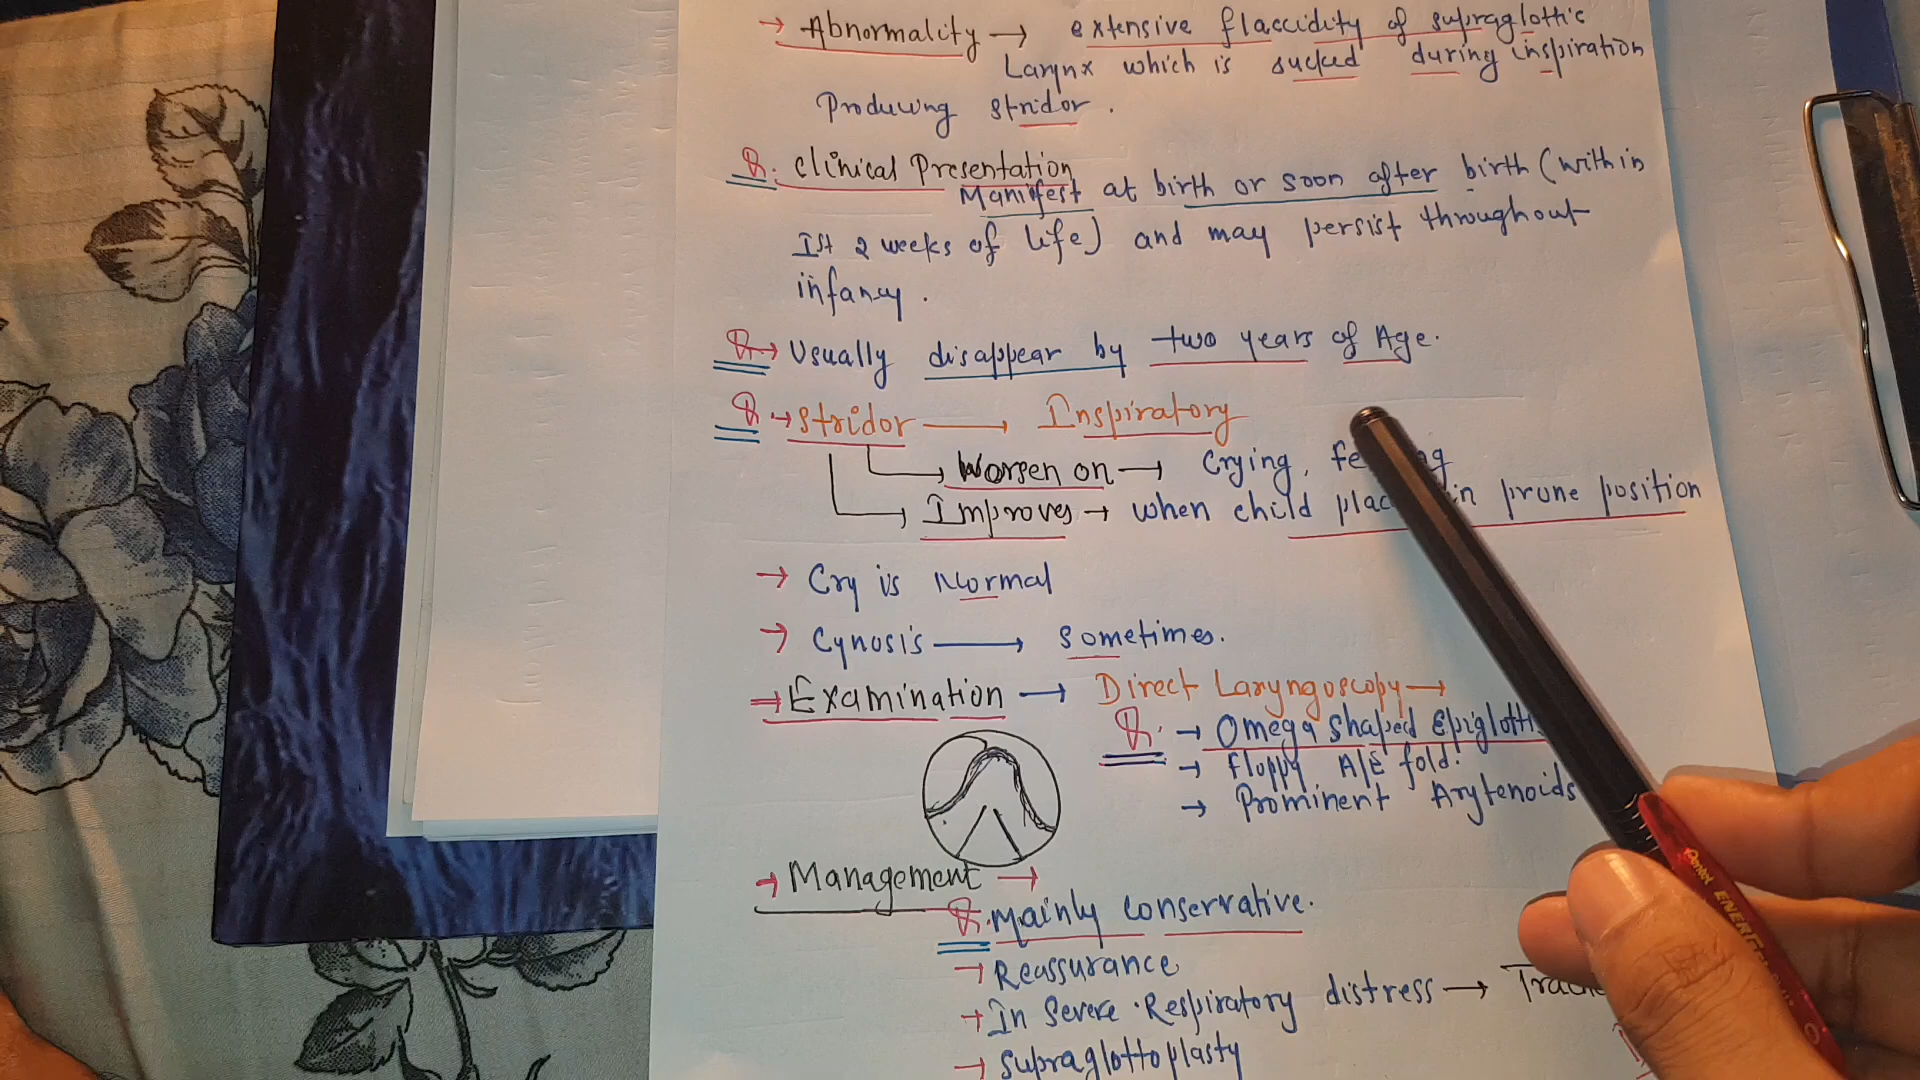 → Abnormality → extensive flaccidity of supraglottic
Larynx which is sucked during inspiration
Producing stridor.
Q. Clinical Presentation
Manifest at birth or soon after birth (within
Ist 2 weeks of life) and may persist throughout
infancy.
Q → Usually disappear by two years of Age.
Q → Stridor → Inspiratory
Worsen on → Crying,
Improves → when child in prone position
→ Cry is Normal
→ Cynosis → sometimes.
→ Examination → Direct Laryngoscopy →
Q. → Omega shaped
→ floppy A/E fold.
→ Prominent Arytenoids
→ Management →
Q. Mainly conservative.
→ Reassurance
→ In Severe Respiratory distress →
→ Supraglottoplasty
Pentel ENERGEL